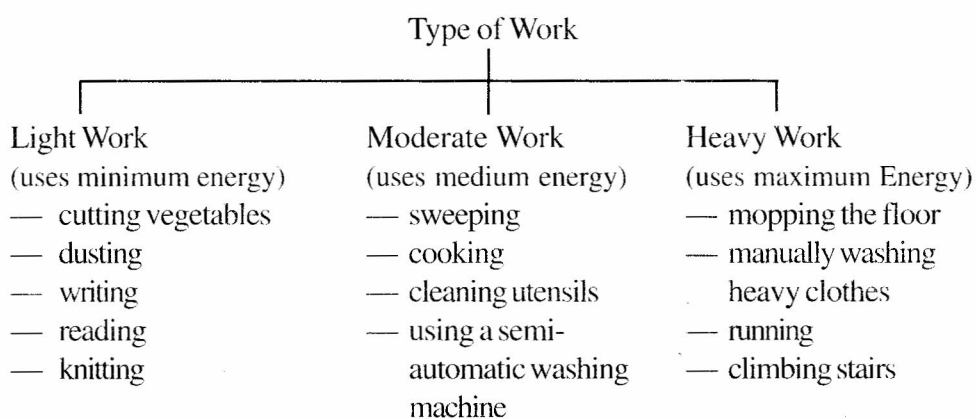 Type of Work
Light Work
(uses minimum energy)
— cutting vegetables
— dusting
— writing
— reading
— knitting
Moderate Work
(uses medium energy)
— sweeping
— cooking
— cleaning utensils
— using a semi-
automatic washing
machine
Heavy Work
(uses maximum Energy)
— mopping the floor
— manually washing
heavy clothes
— running
— climbing stairs